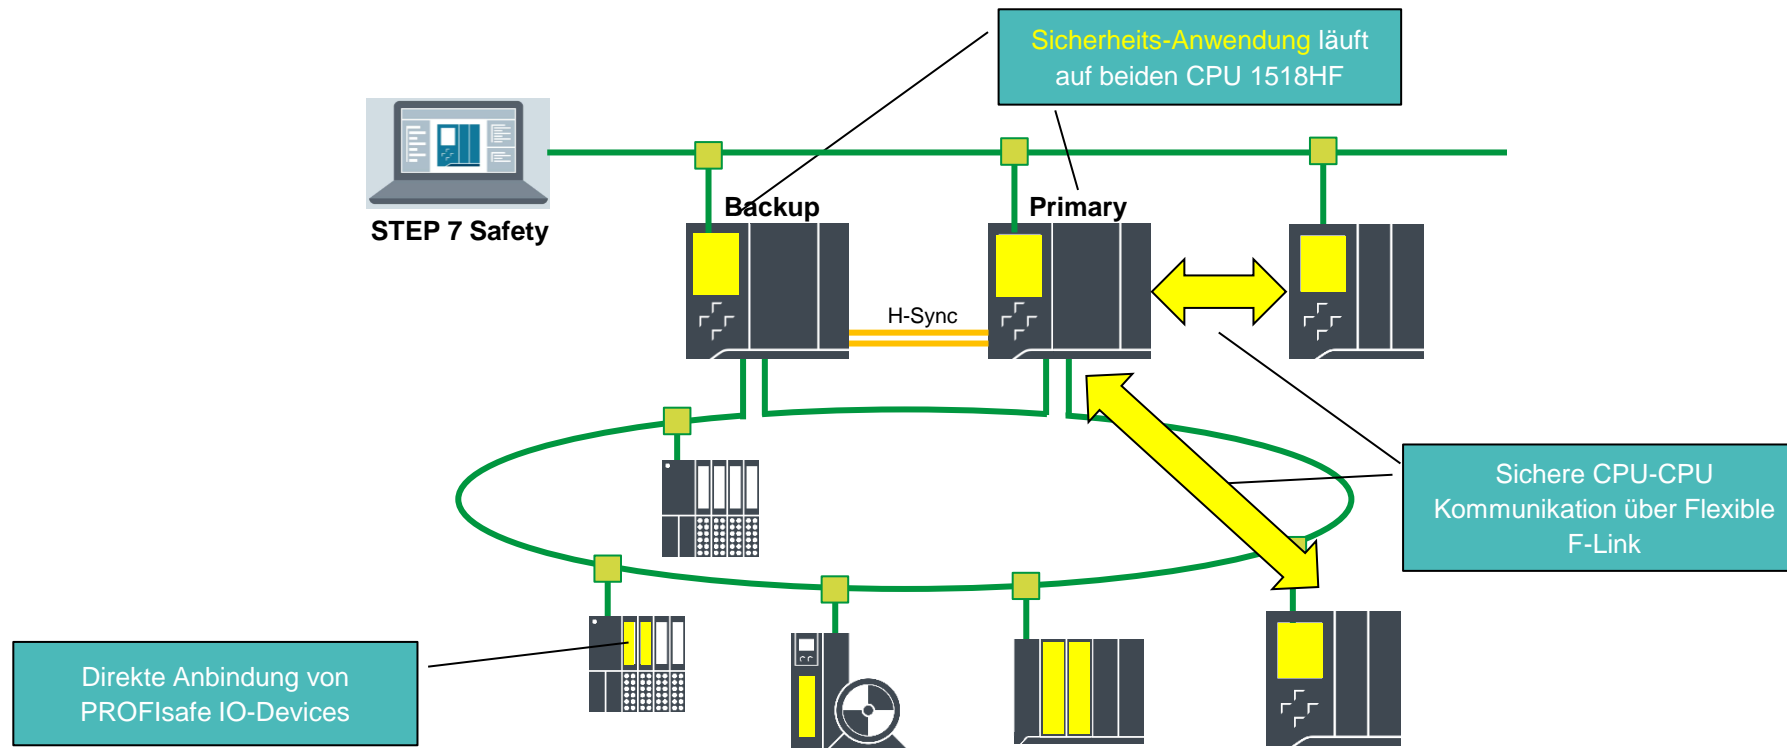 Sicherheits-Anwendung läuft
auf beiden CPU 1518HF
STEP 7 Safety
Backup
Primary
H-Sync
Sichere CPU-CPU
Kommunikation über Flexible
F-Link
Direkte Anbindung von
PROFIsafe IO-Devices